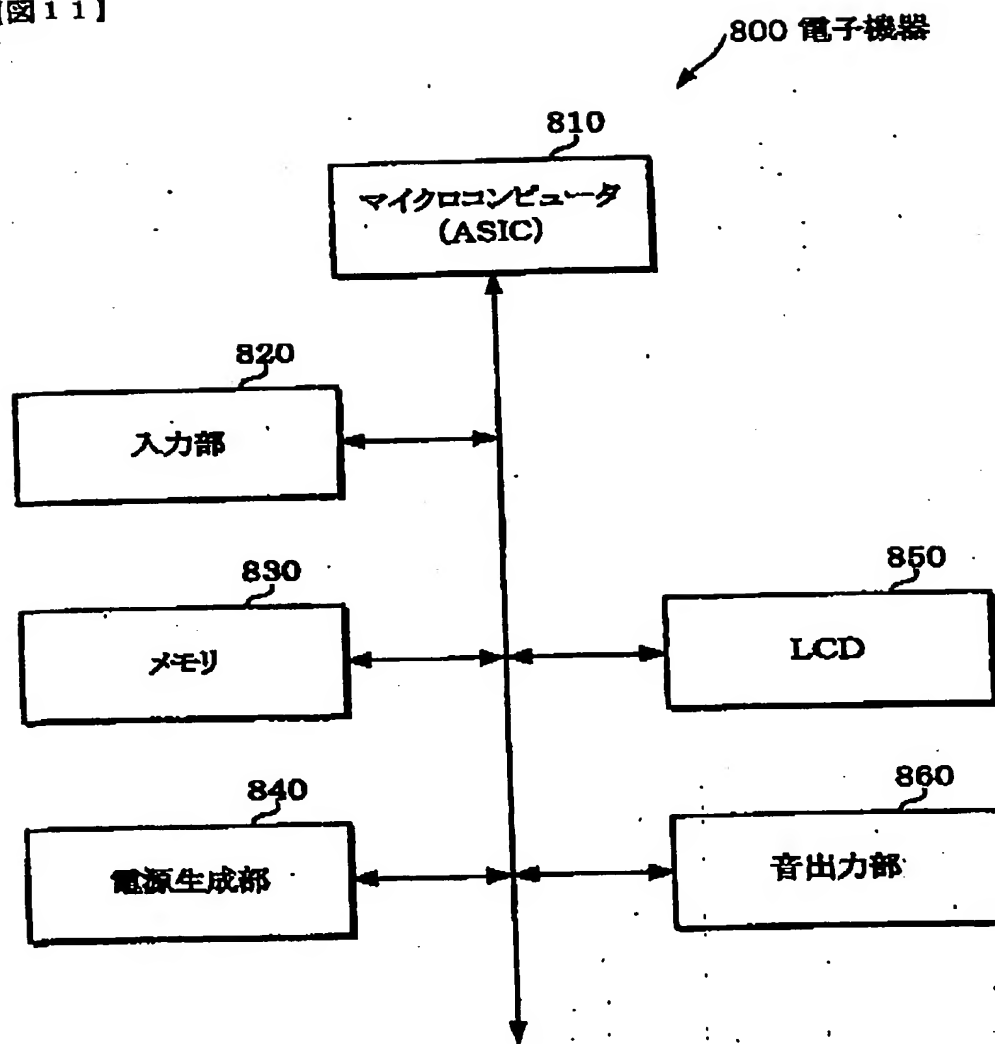 【図11】
800 電子機器
810
マイクロコンピュータ
(ASIC)
820
入力部
830
メモリ
850
LCD
840
電源生成部
860
音出力部